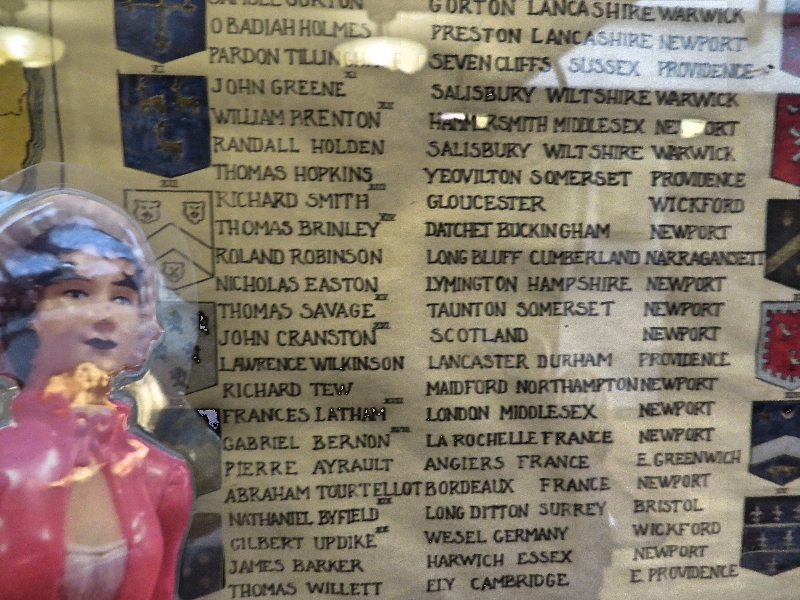 SAMUEL GORTON GORTON LANCASHIRE WARWICK
OBADIAH HOLMES PRESTON LANCASHIRE NEWPORT
PARDON SEVEN CLIFFS SUSSEX PROVIDENCE
JOHN GREENE SALISBURY WILTSHIRE WARWICK
WILLIAM BRENTON HAMMERSMITH MIDDLESEX NEWPORT
RANDALL HOLDEN SALISBURY WILTSHIRE WARWICK
THOMAS HOPKINS YEOVILTON SOMERSET PROVIDENCE
RICHARD SMITH GLOUCESTER WICKFORD
THOMAS BRINLEY DATCHET BUCKINGHAM NEWPORT
ROLAND ROBINSON LONG BLUFF CUMBERLAND NARRAGANSETT
NICHOLAS EASTON LYMINGTON HAMPSHIRE NEWPORT
THOMAS SAVAGE TAUNTON SOMERSET NEWPORT
JOHN CRANSTON SCOTLAND NEWPORT
LAWRENCE WILKINSON LANCASTER DURHAM PROVIDENCE
RICHARD TEW MAIDFORD NORTHAMPTON NEWPORT
FRANCES LATHAM LONDON MIDDLESEX NEWPORT
GABRIEL BERNON LA ROCHELLE FRANCE NEWPORT
PIERRE AYRAULT ANGIERS FRANCE E. GREENWICH
ABRAHAM TOURTELLOT BORDEAUX FRANCE NEWPORT
NATHANIEL BYFIELD LONG DITTON SURREY BRISTOL
GILBERT UPDIKE WESEL GERMANY WICKFORD
JAMES BARKER HARWICH ESSEX NEWPORT
THOMAS WILLETT ELY CAMBRIDGE E. PROVIDENCE